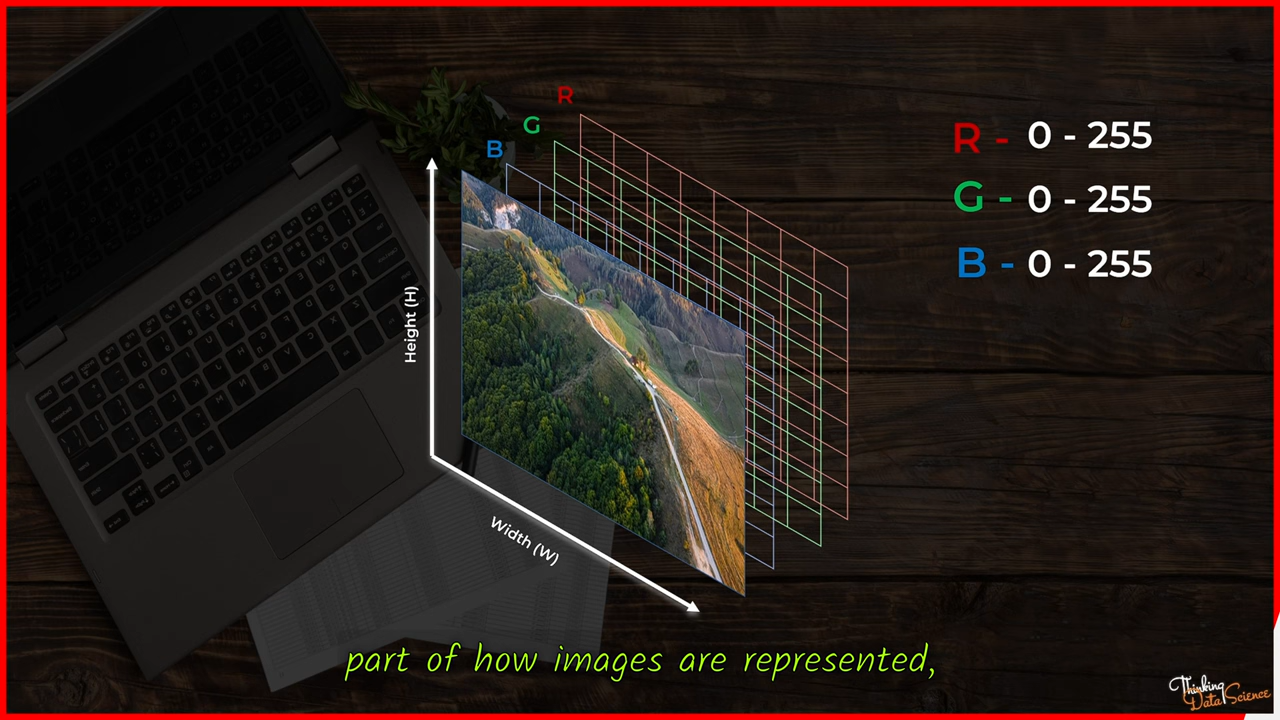 R
G
B
Height (H)
Width (W)
R - 0 - 255
G - 0 - 255
B - 0 - 255
part of how images are represented,
Thinking
Data Science